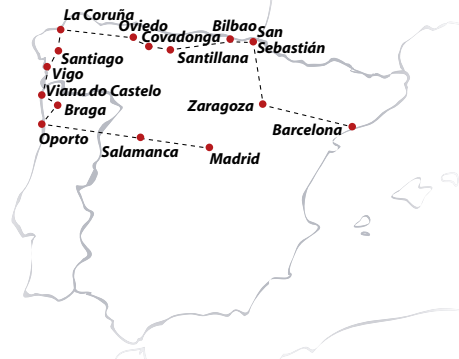 La Coruña
Oviedo
Bilbao
San
Sebastián
Covadonga
Santillana
Santiago
Vigo
Viana do Castelo
Braga
Zaragoza
Barcelona
Oporto
Salamanca
Madrid